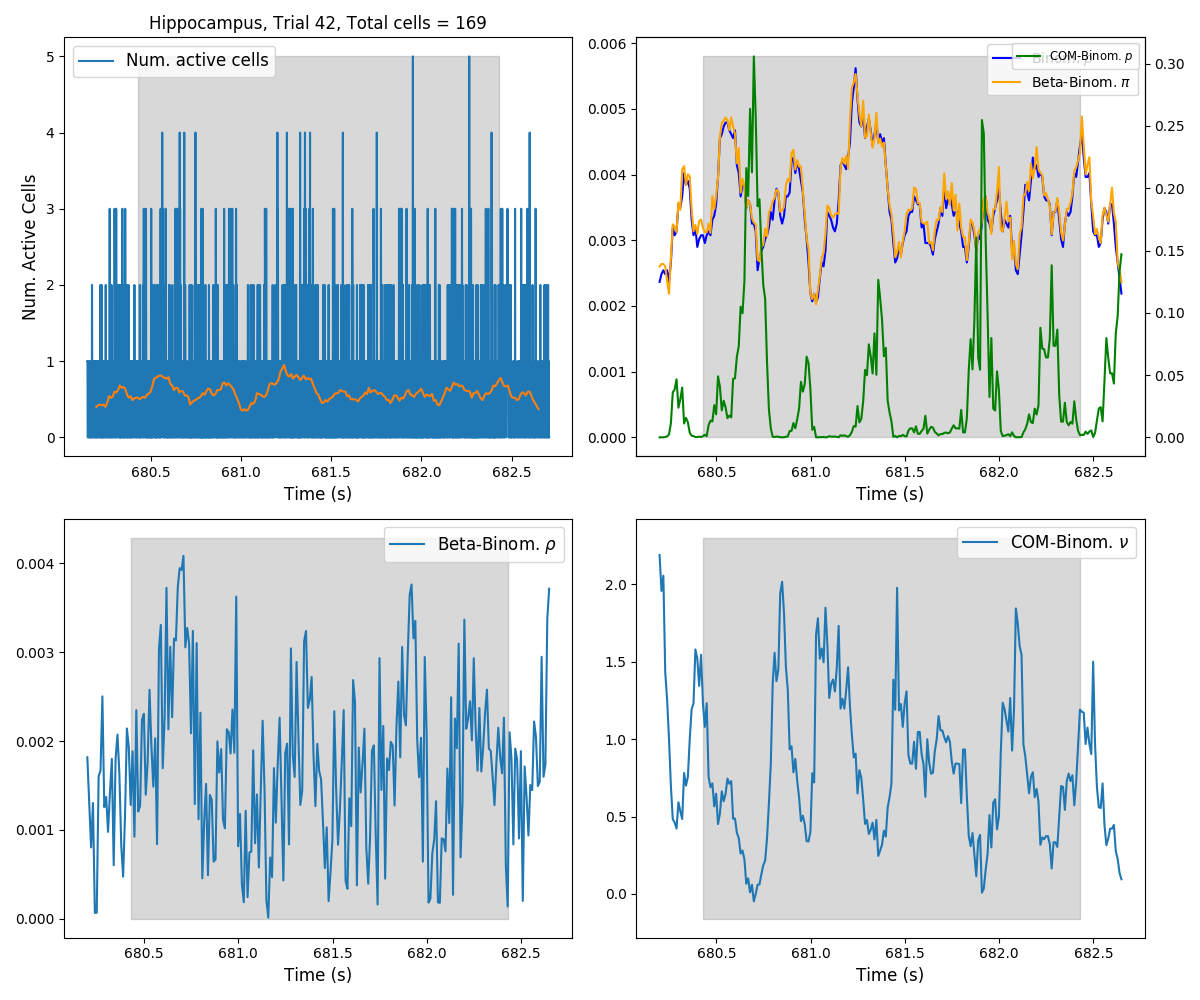 Hippocampus, Trial 42, Total cells = 169
Num. active cells
Num. Active Cells
5
4
3
2
1
0
680.5 681.0 681.5 682.0 682.5
Time (s)
COM-Binom. p
Binom. p
Beta-Binom. π
0.006
0.005
0.004
0.003
0.002
0.001
0.000
0.30
0.25
0.20
0.15
0.10
0.05
0.00
680.5 681.0 681.5 682.0 682.5
Time (s)
Beta-Binom. ρ
0.004
0.003
0.002
0.001
0.000
680.5 681.0 681.5 682.0 682.5
Time (s)
COM-Binom. ν
2.0
1.5
1.0
0.5
0.0
680.5 681.0 681.5 682.0 682.5
Time (s)